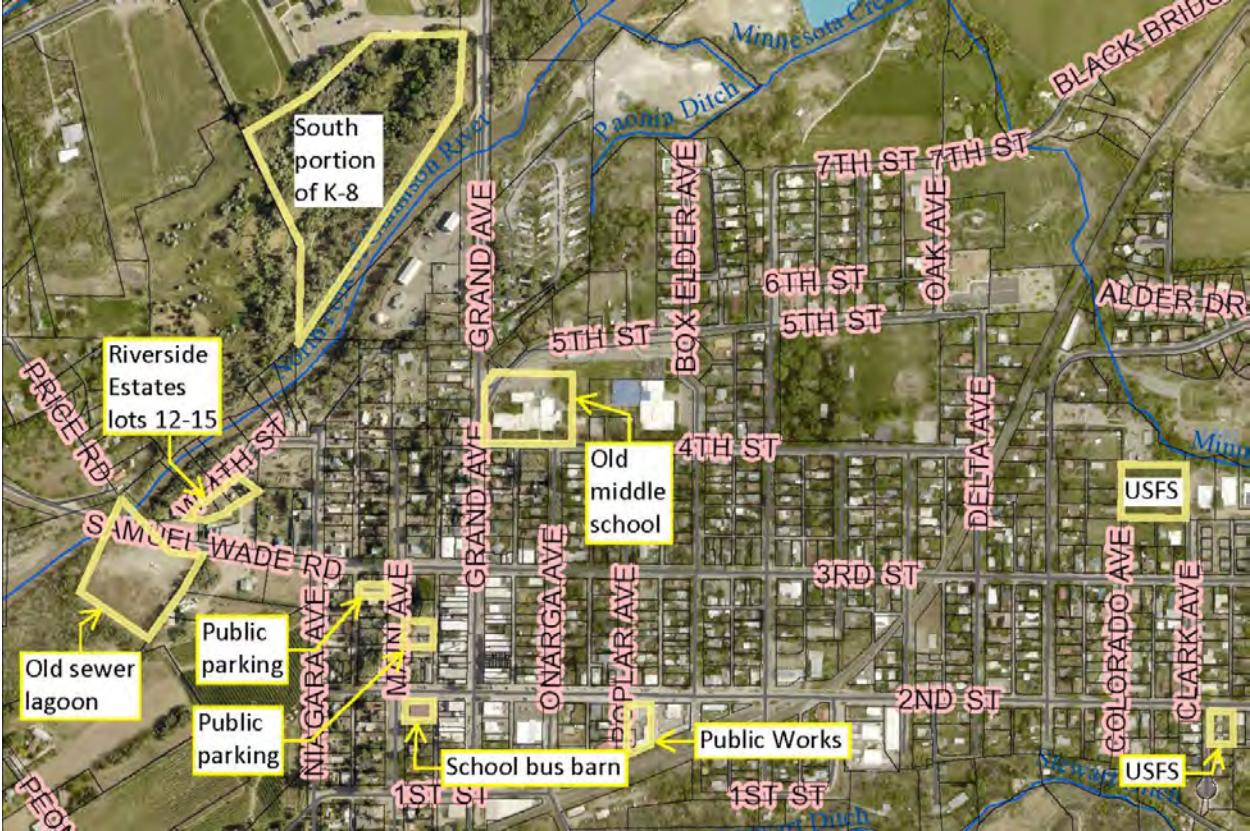 Minnesota Creek
BLACK BRIDGE
Paonia Ditch
South
portion
of K-8
North Fork Gunnison River
7TH ST
7TH ST
GRAND AVE
BOX ELDER AVE
OAK AVE
6TH ST
ALDER DR
5TH ST
5TH ST
Riverside
Estates
lots 12-15
PRICE RD
4TH ST
Old
middle
school
DELTA AVE
USFS
SAMUEL WADE RD
GRAND AVE
3RD ST
ONARGA AVE
POPLAR AVE
COLORADO AVE
CLARK AVE
NIAGARA AVE
MAIN AVE
Public
parking
Old sewer
lagoon
Public
parking
2ND ST
School bus barn
Public Works
USFS
1ST ST
1ST ST
Stewart Ditch
Ditch